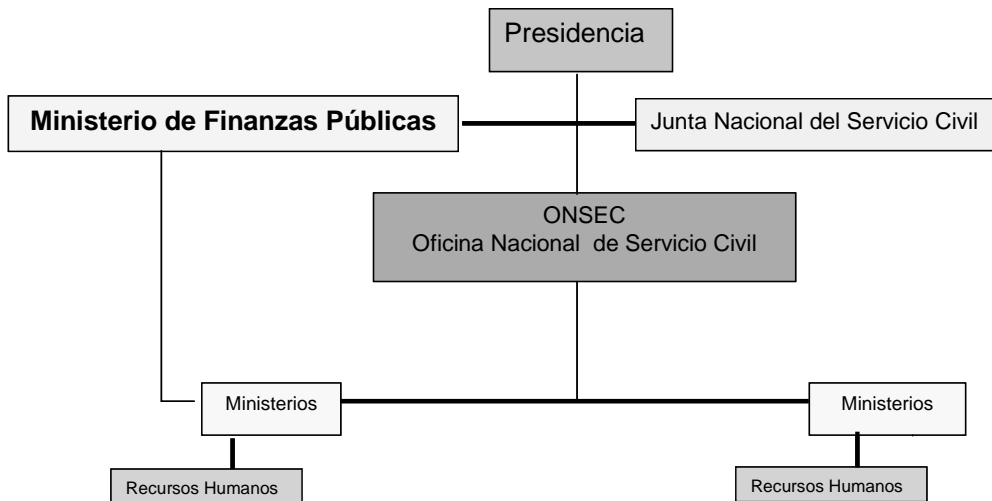 Presidencia
Ministerio de Finanzas Públicas
Junta Nacional del Servicio Civil
ONSEC
Oficina Nacional de Servicio Civil
Ministerios
Ministerios
Recursos Humanos
Recursos Humanos